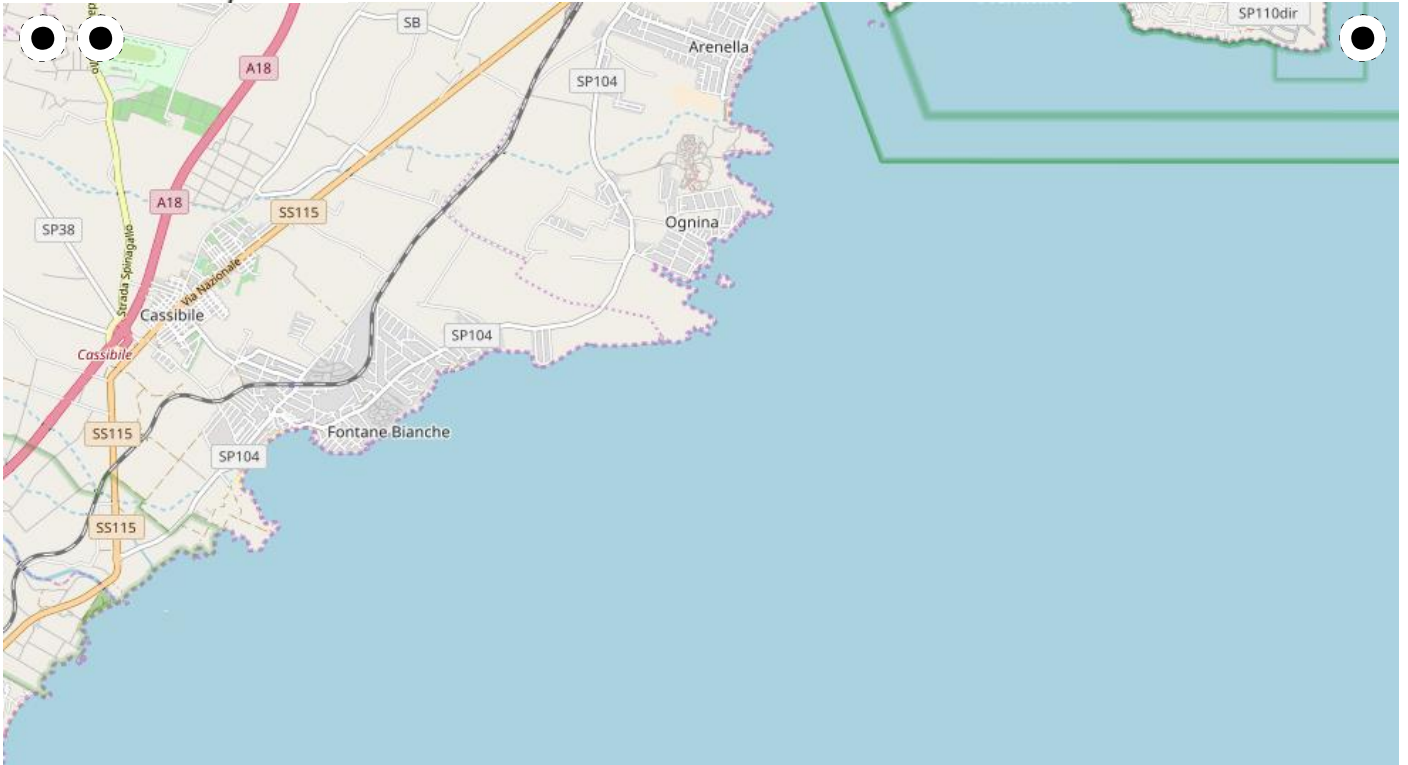 SB
SP110dir
Arenella
A18
SP104
A18
SS115
Ognina
SP38
Strada Spinagallo
Via Nazionale
Cassibile
SP104
Cassibile
SS115
Fontane Bianche
SP104
SS115